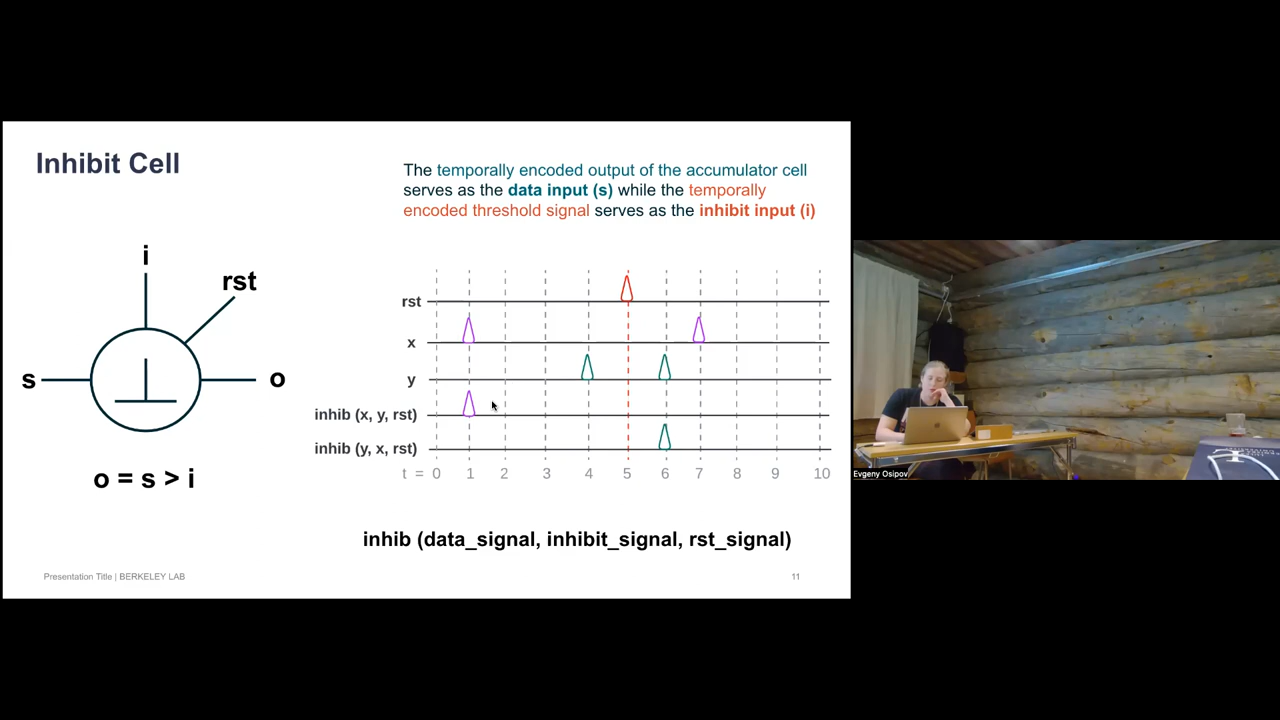 Inhibit Cell
The temporally encoded output of the accumulator cell
serves as the data input (s) while the temporally
encoded threshold signal serves as the inhibit input (i)
i
rst
s
o
o = s > i
rst
x
y
inhib (x, y, rst)
inhib (y, x, rst)
t = 0 1 2 3 4 5 6 7 8 9 10
inhib (data_signal, inhibit_signal, rst_signal)
Presentation Title | BERKELEY LAB
11
Evgeny Osipov